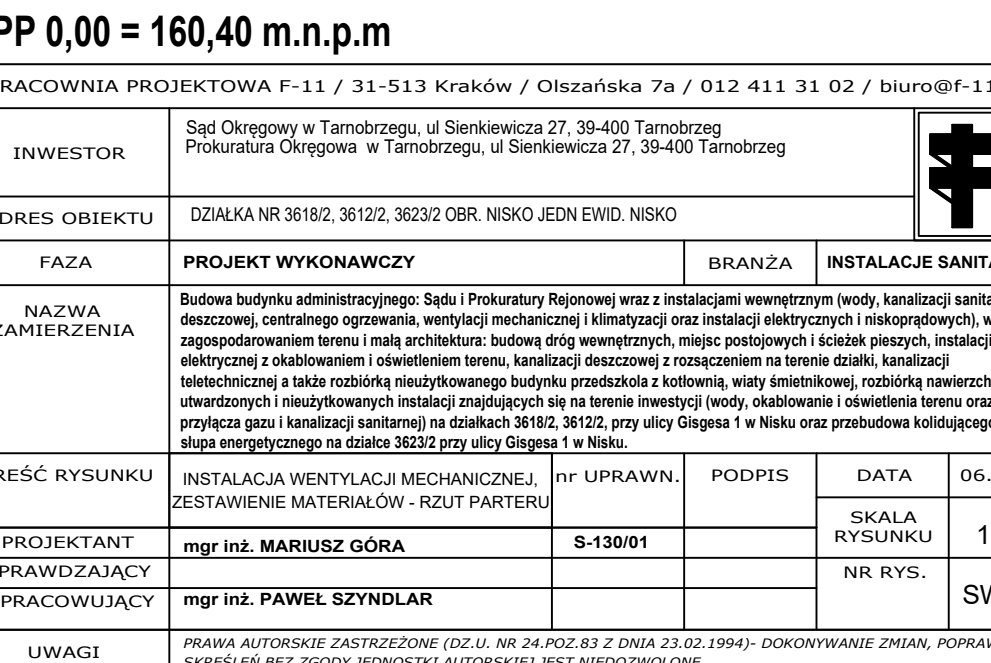 PP 0,00 = 160,40 m.n.p.m
RACOWNIA PROJEKTOWA F-11 / 31-513 Kraków / Olszańska 7a / 012 411 31 02 / biuro@f-11
INWESTOR
Sąd Okręgowy w Tarnobrzegu, ul Sienkiewicza 27, 39-400 Tarnobrzeg
Prokuratura Okręgowa w Tarnobrzegu, ul Sienkiewicza 27, 39-400 Tarnobrzeg
DRES OBIEKTU
DZIAŁKA NR 3618/2, 3612/2, 3623/2 OBR. NISKO JEDN EWID. NISKO
FAZA
PROJEKT WYKONAWCZY
BRANŻA
INSTALACJE SANITA
NAZWA
ZAMIERZENIA
Budowa budynku administracyjnego: Sądu i Prokuratury Rejonowej wraz z instalacjami wewnętrznym (wody, kanalizacji sanita
deszczowej, centralnego ogrzewania, wentylacji mechanicznej i klimatyzacji oraz instalacji elektrycznych i niskoprądowych), w
zagospodarowaniem terenu i małą architektura: budową dróg wewnętrznych, miejsc postojowych i ścieżek pieszych, instalacji
elektrycznej z okablowaniem i oświetleniem terenu, kanalizacji deszczowej z rozsączeniem na terenie działki, kanalizacji
teletechnicznej a także rozbiórką nieużytkowanego budynku przedszkola z kotłownią, wiaty śmietnikowej, rozbiórką nawierzch
utwardzonych i nieużytkowanych instalacji znajdujących się na terenie inwestycji (wody, okablowanie i oświetlenia terenu oraz
przyłącza gazu i kanalizacji sanitarnej) na działkach 3618/2, 3612/2, przy ulicy Gisgesa 1 w Nisku oraz przebudowa kolidującego
słupa energetycznego na działce 3623/2 przy ulicy Gisgesa 1 w Nisku.
REŚĆ RYSUNKU
INSTALACJA WENTYLACJI MECHANICZNEJ,
ZESTAWIENIE MATERIAŁÓW - RZUT PARTERU
nr UPRAWN.
PODPIS
DATA
06.
SKALA
RYSUNKU
1
PROJEKTANT
mgr inż. MARIUSZ GÓRA
S-130/01
PRAWDZAJĄCY
NR RYS.
SW
PRACOWUJĄCY
mgr inż. PAWEŁ SZYNDLAR
UWAGI
PRAWA AUTORSKIE ZASTRZEŻONE (DZ.U. NR 24.POZ.83 Z DNIA 23.02.1994)- DOKONYWANIE ZMIAN, POPRAW
SKREŚLEŃ BEZ ZGODY JEDNOSTKI AUTORSKIEJ JEST NIEDOZWOLONE